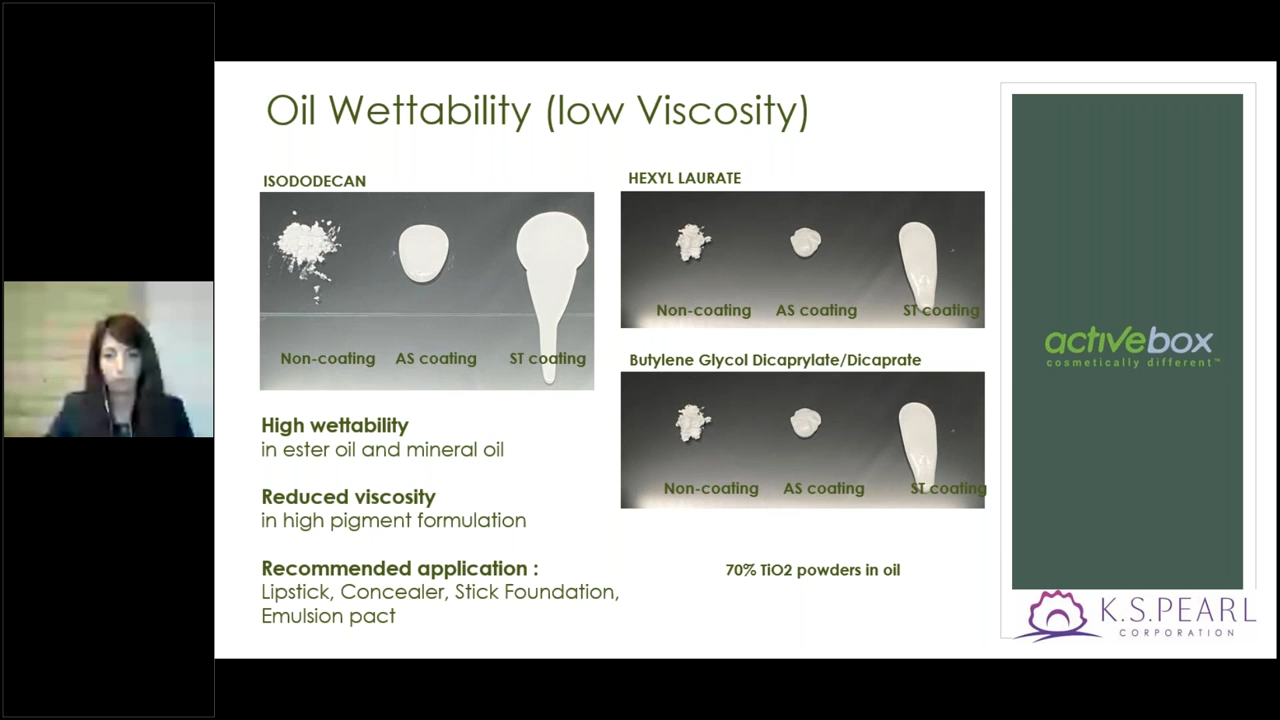 Oil Wettability (low Viscosity)
ISODODECAN
Non-coating AS coating ST coating
HEXYL LAURATE
Non-coating AS coating ST coating
Butylene Glycol Dicaprylate/Dicaprate
Non-coating AS coating ST coating
High wettability
in ester oil and mineral oil
Reduced viscosity
in high pigment formulation
Recommended application :
Lipstick, Concealer, Stick Foundation,
Emulsion pact
70% TiO2 powders in oil
activebox
cosmetically different™
K.S.PEARL
CORPORATION